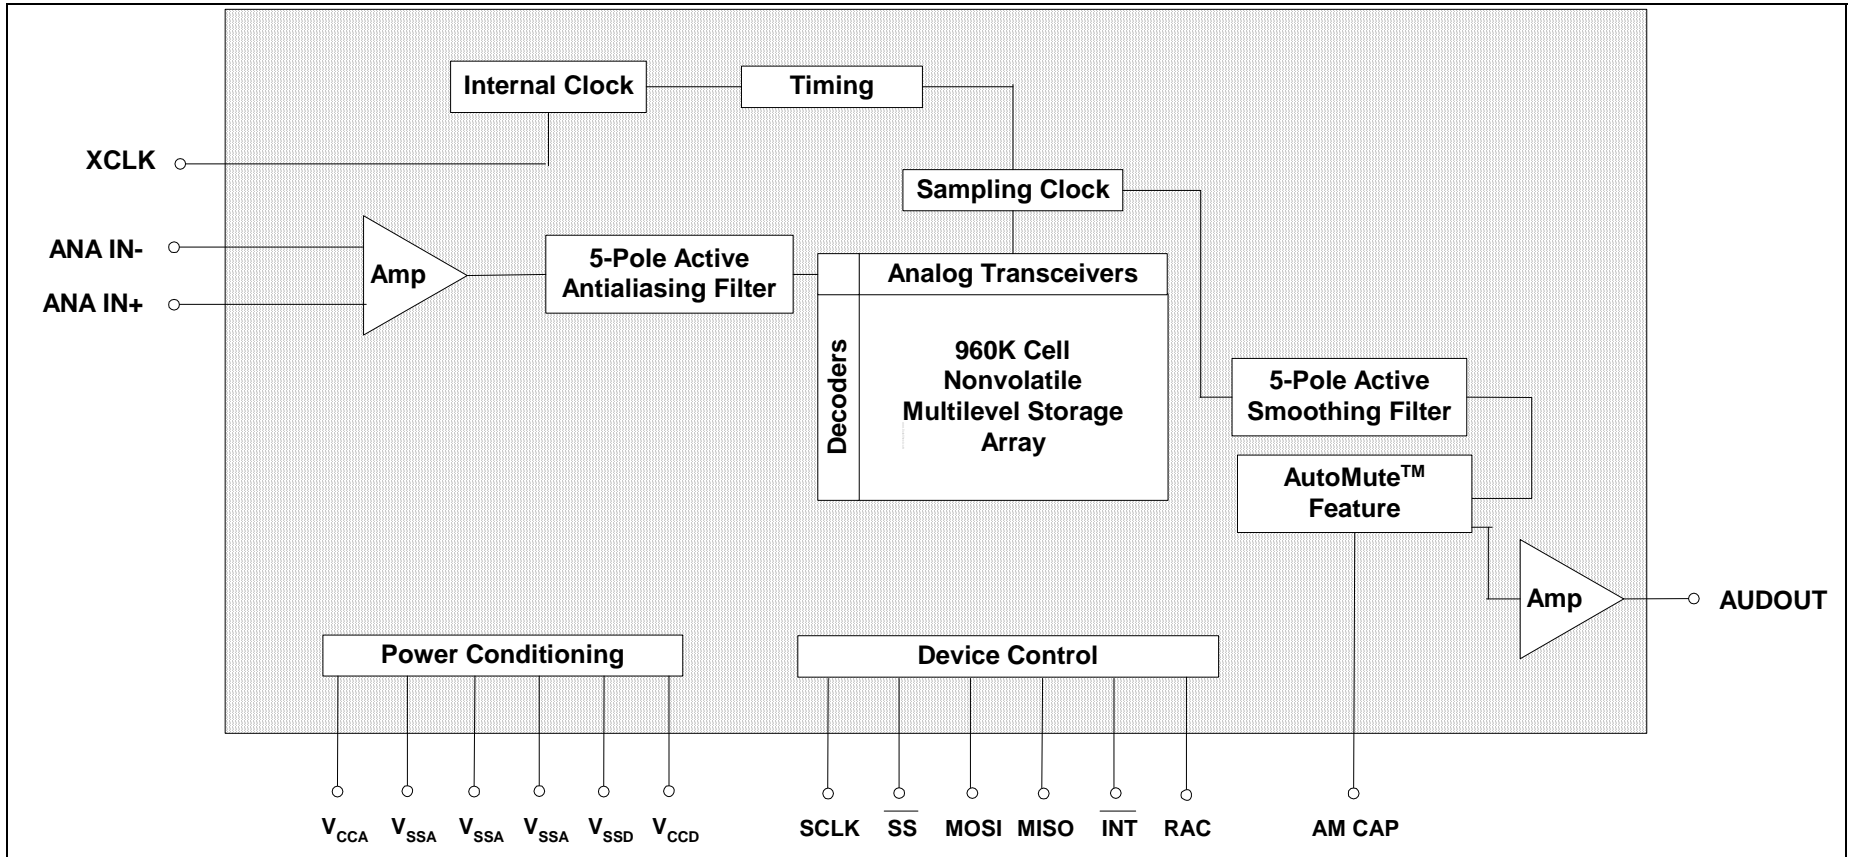 Internal Clock
Timing
XCLK
Sampling Clock
ANA IN-
ANA IN+
Amp
5-Pole Active
Antialiasing Filter
Analog Transceivers
Decoders
960K Cell
Nonvolatile
Multilevel Storage
Array
5-Pole Active
Smoothing Filter
AutoMute™
Feature
Amp
AUDOUT
Power Conditioning
Device Control
VCCA VSSA VSSA VSSA VSSD VCCD
SCLK S̅S̅ MOSI MISO I̅N̅T̅ RAC
AM CAP